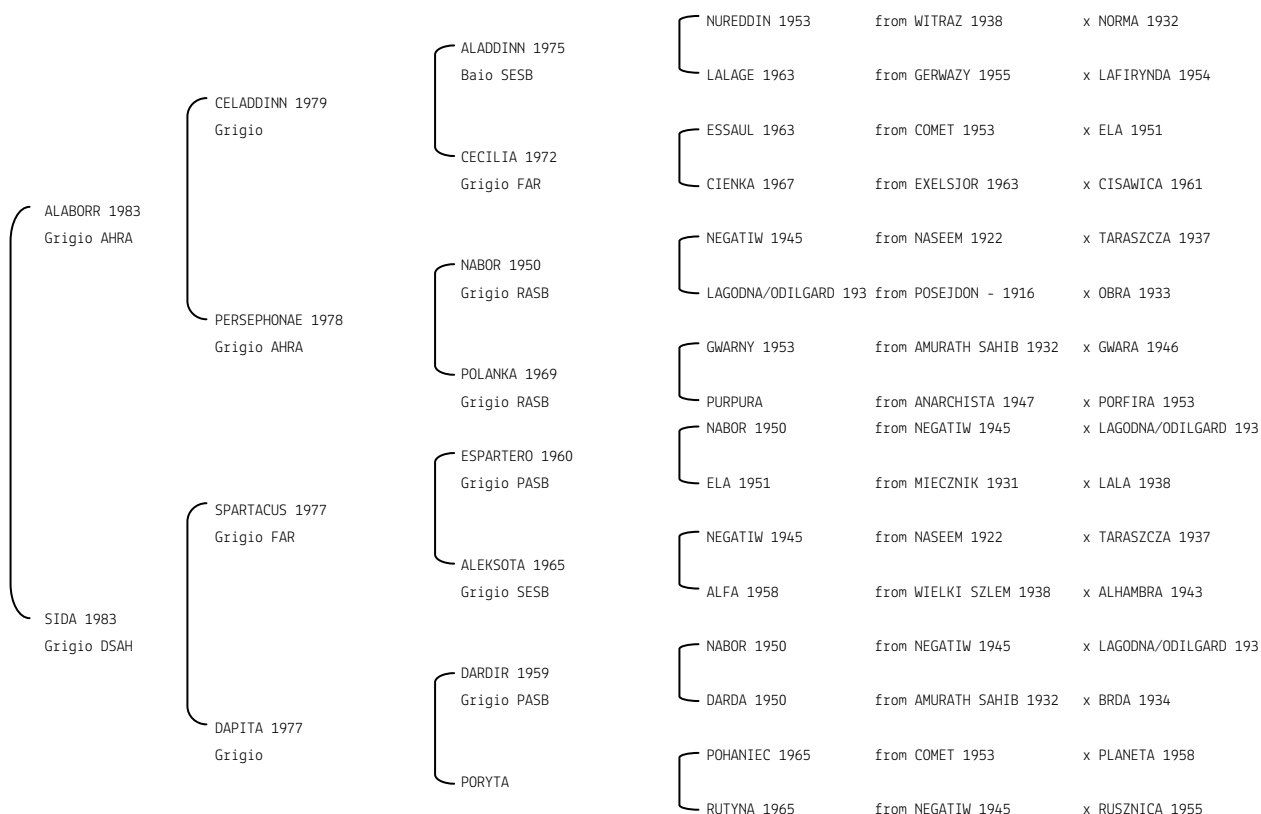 NUREDDIN 1953 from WITRAZ 1938 x NORMA 1932
ALADDINN 1975
Baio SESB
LALAGE 1963 from GERWAZY 1955 x LAFIRYNDA 1954
CELADDINN 1979
Grigio
ESSAUL 1963 from COMET 1953 x ELA 1951
CECILIA 1972
Grigio FAR
CIENKA 1967 from EXELSJOR 1963 x CISAWICA 1961
ALABORR 1983
Grigio AHRA
NEGATIW 1945 from NASEEM 1922 x TARASZCZA 1937
NABOR 1950
Grigio RASB
LAGODNA/ODILGARD 193 from POSEJDON - 1916 x OBRA 1933
PERSEPHONAE 1978
Grigio AHRA
GWARNY 1953 from AMURATH SAHIB 1932 x GWARA 1946
POLANKA 1969
Grigio RASB
PURPURA from ANARCHISTA 1947 x PORFIRA 1953
NABOR 1950 from NEGATIW 1945 x LAGODNA/ODILGARD 193
ESPARTERO 1960
Grigio PASB
ELA 1951 from MIECZNIK 1931 x LALA 1938
SPARTACUS 1977
Grigio FAR
NEGATIW 1945 from NASEEM 1922 x TARASZCZA 1937
ALEKSOTA 1965
Grigio SESB
ALFA 1958 from WIELKI SZLEM 1938 x ALHAMBRA 1943
SIDA 1983
Grigio DSAH
NABOR 1950 from NEGATIW 1945 x LAGODNA/ODILGARD 193
DARDIR 1959
Grigio PASB
DARDA 1950 from AMURATH SAHIB 1932 x BRDA 1934
DAPITA 1977
Grigio
POHANIEC 1965 from COMET 1953 x PLANETA 1958
PORYTA
RUTYNA 1965 from NEGATIW 1945 x RUSZNICA 1955